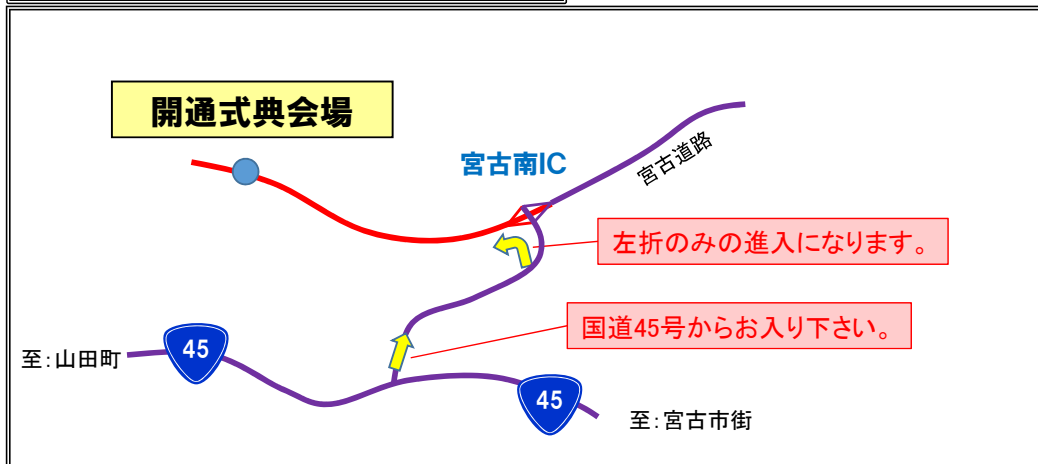 開通式典会場
宮古南IC
宮古道路
左折のみの進入になります。
国道45号からお入り下さい。
45
至：山田町
45
至：宮古市街